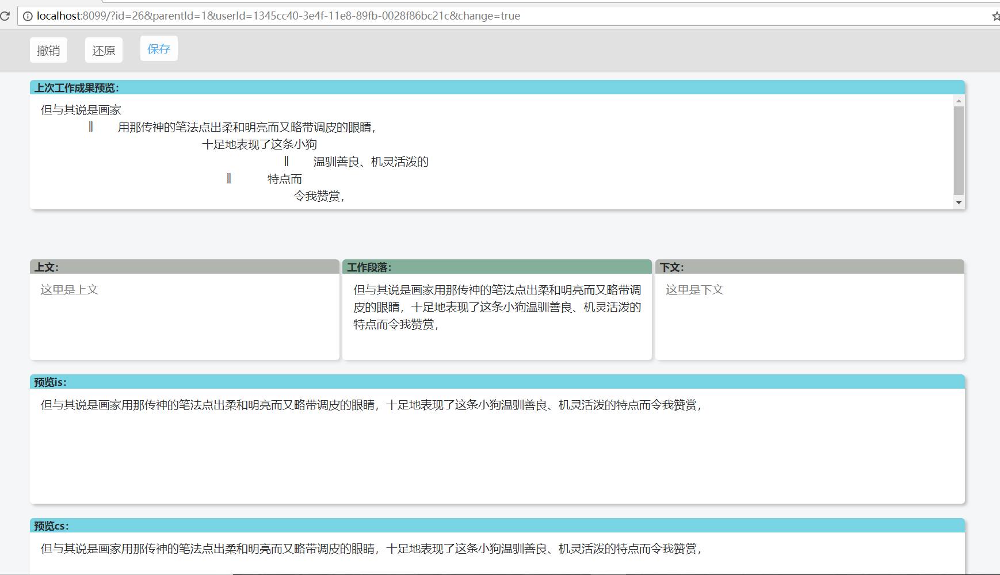 localhost:8099/?id=26&parentId=1&userId=1345cc40-3e4f-11e8-89fb-0028f86bc21c&change=true
撤销 还原 保存
上次工作成果预览：
但与其说是画家
‖ 用那传神的笔法点出柔和明亮而又略带调皮的眼睛，
十足地表现了这条小狗
‖ 温驯善良、机灵活泼的
‖ 特点而
令我赞赏，
上文：
这里是上文
工作段落：
但与其说是画家用那传神的笔法点出柔和明亮而又略带调
皮的眼睛，十足地表现了这条小狗温驯善良、机灵活泼的
特点而令我赞赏，
下文：
这里是下文
预览is：
但与其说是画家用那传神的笔法点出柔和明亮而又略带调皮的眼睛，十足地表现了这条小狗温驯善良、机灵活泼的特点而令我赞赏，
预览cs：
但与其说是画家用那传神的笔法点出柔和明亮而又略带调皮的眼睛，十足地表现了这条小狗温驯善良、机灵活泼的特点而令我赞赏，